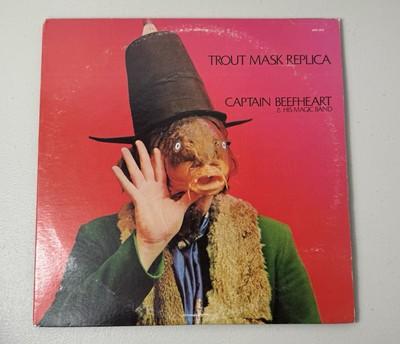 TROUT MASK REPLICA
CAPTAIN BEEFHEART
& HIS MAGIC BAND